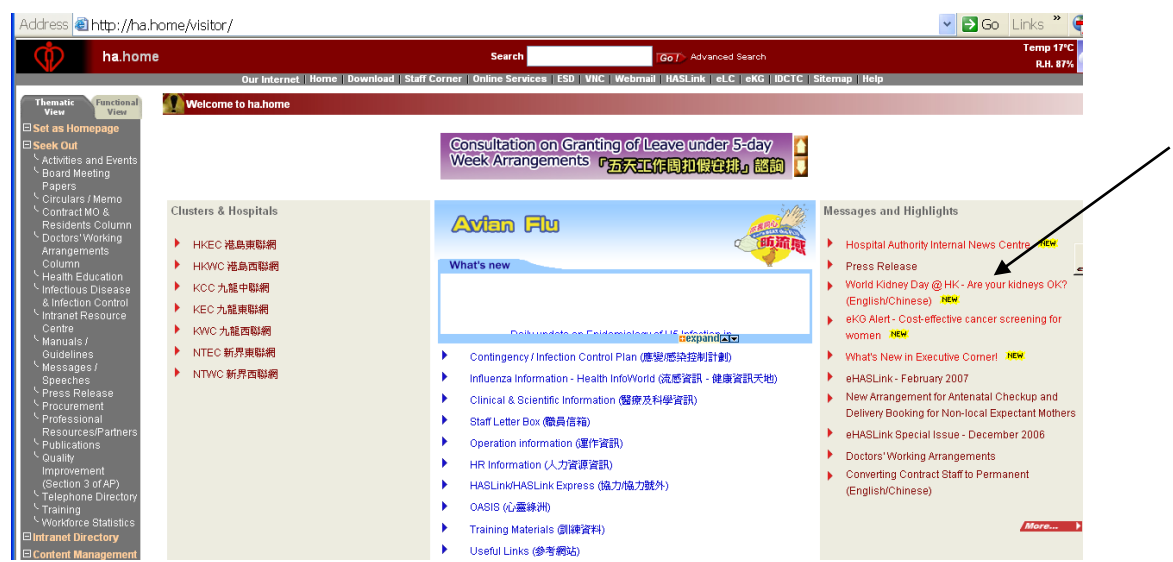 Address http://ha.home/visitor/ Go Links »
ha.home Search Go! Advanced Search Temp 17°C
R.H. 87%
Our Internet | Home | Download | Staff Corner | Online Services | ESD | VNC | Webmail | HASLink | eLC | eKG | IDCTC | Sitemap | Help
Thematic View
Functional View
Welcome to ha.home
Set as Homepage
Seek Out
Activities and Events
Board Meeting
Papers
Circulars / Memo
Contract MO &
Residents Column
Doctors' Working
Arrangements
Column
Health Education
Infectious Disease
& Infection Control
Intranet Resource
Centre
Manuals /
Guidelines
Messages /
Speeches
Press Release
Procurement
Professional
Resources/Partners
Publications
Quality
Improvement
(Section 3 of AP)
Telephone Directory
Training
Workforce Statistics
Intranet Directory
Content Management
Consultation on Granting of Leave under 5-day
Week Arrangements 「五天工作周扣假安排」諮詢
Clusters & Hospitals
HKEC 港島東聯網
HKWC 港島西聯網
KCC 九龍中聯網
KEC 九龍東聯網
KWC 九龍西聯網
NTEC 新界東聯網
NTWC 新界西聯網
Avian Flu
防流感
What's new
Daily update on Epidemiology of H5 Infection in
expand
Contingency / Infection Control Plan (應變/感染控制計劃)
Influenza Information - Health InfoWorld (流感資訊 - 健康資訊天地)
Clinical & Scientific Information (醫療及科學資訊)
Staff Letter Box (職員信箱)
Operation information (運作資訊)
HR Information (人力資源資訊)
HASLink/HASLink Express (協力/協力號外)
OASIS (心靈綠洲)
Training Materials (訓練資料)
Useful Links (參考網站)
Messages and Highlights
Hospital Authority Internal News Centre NEW
Press Release
World Kidney Day @ HK - Are your kidneys OK?
(English/Chinese) NEW
eKG Alert - Cost-effective cancer screening for
women NEW
What's New in Executive Corner! NEW
eHASLink - February 2007
New Arrangement for Antenatal Checkup and
Delivery Booking for Non-local Expectant Mothers
eHASLink Special Issue - December 2006
Doctors' Working Arrangements
Converting Contract Staff to Permanent
(English/Chinese)
More...